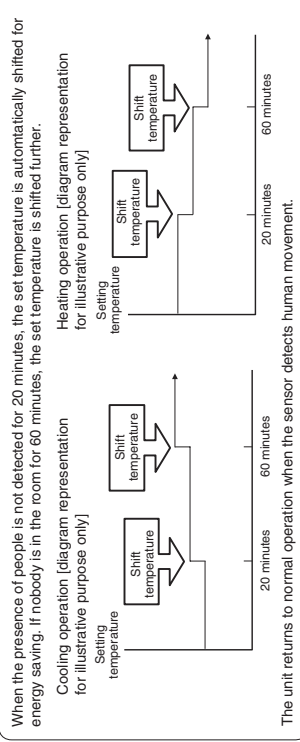 When the presence of people is not detected for 20 minutes, the set temperature is automtatically shifted for
energy saving. If nobody is in the room for 60 minutes, the set temperature is shifted further.
Cooling operation [diagram representation
for illustrative purpose only]
Setting
temperature
Shift
temperature
Shift
temperature
20 minutes
60 minutes
Heating operation [diagram representation
for illustrative purpose only]
Setting
temperature
Shift
temperature
Shift
temperature
20 minutes
60 minutes
The unit returns to normal operation when the sensor detects human movement.